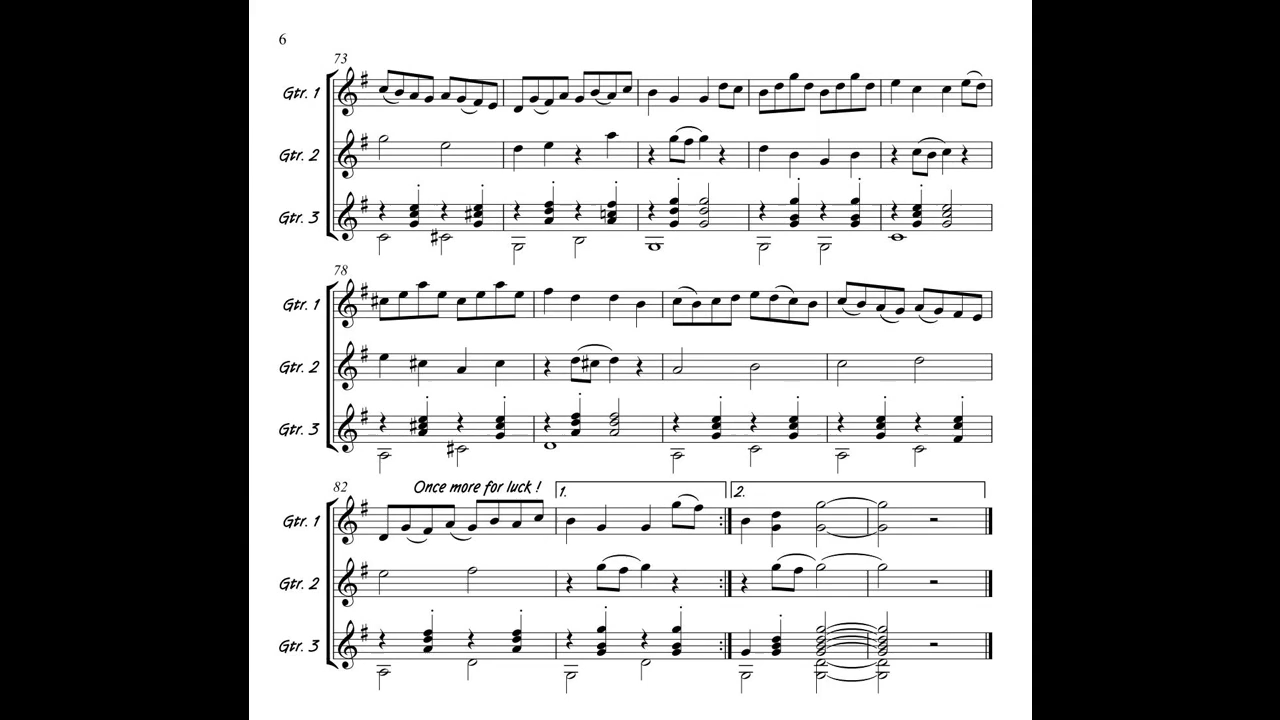 6
73
Gtr. 1
Gtr. 2
Gtr. 3
78
Gtr. 1
Gtr. 2
Gtr. 3
82
Once more for luck !
1.
2.
Gtr. 1
Gtr. 2
Gtr. 3